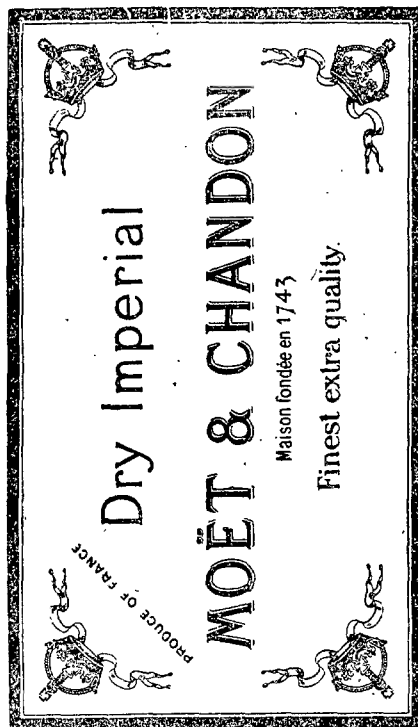 PRODUCE OF FRANCE
Dry Imperial
MOËT & CHANDON
Maison fondée en 1743
Finest extra quality.